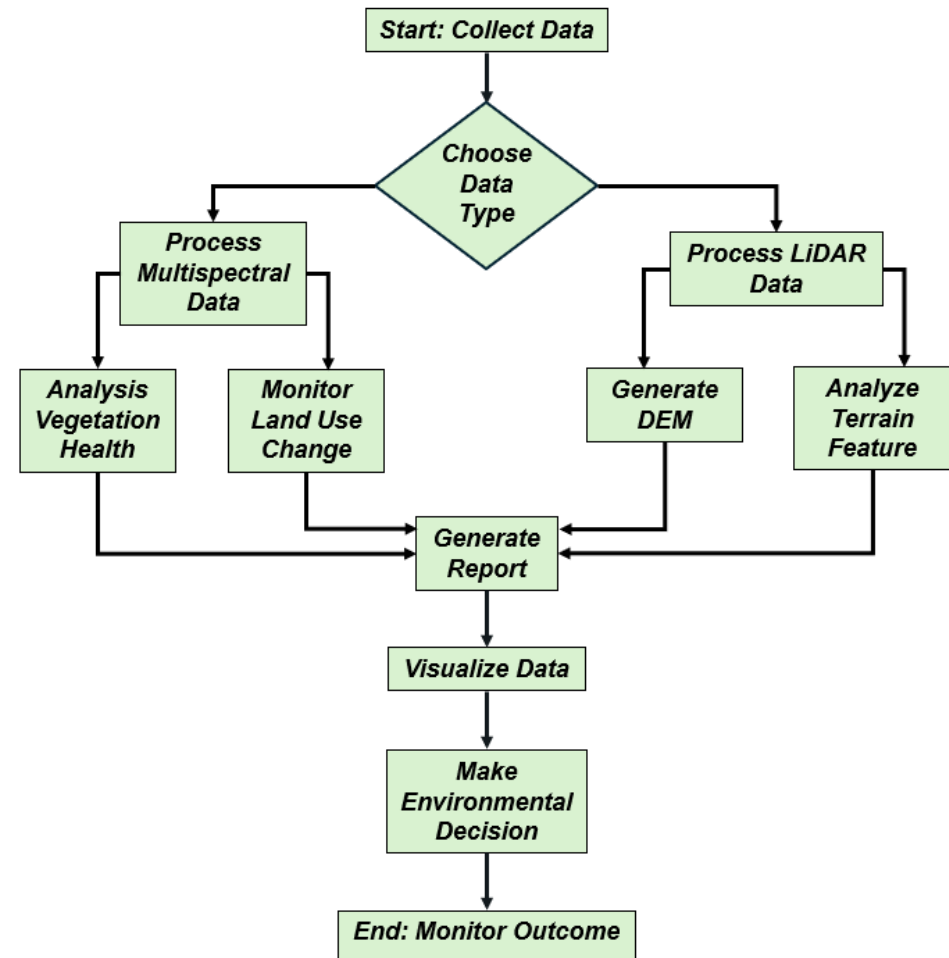 Start: Collect Data
Choose
Data
Type
Process
Multispectral
Data
Process LiDAR
Data
Analysis
Vegetation
Health
Monitor
Land Use
Change
Generate
DEM
Analyze
Terrain
Feature
Generate
Report
Visualize Data
Make
Environmental
Decision
End: Monitor Outcome